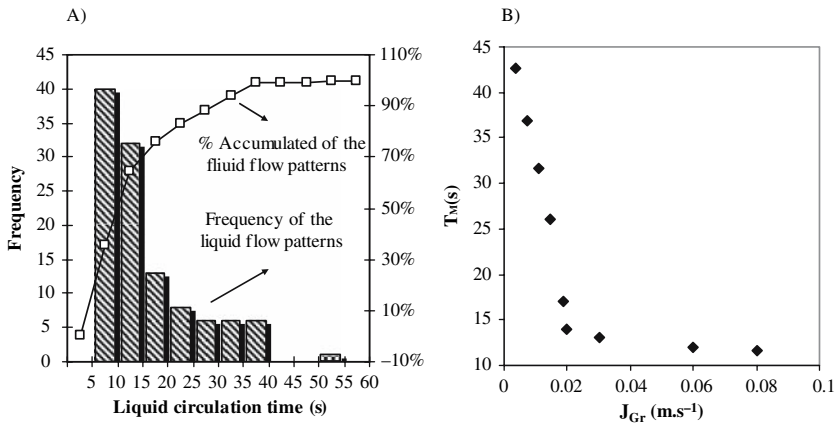 A)
45
40
35
30
25
20
15
10
5
0
Frequency
110%
90%
70%
50%
30%
10%
−10%
% Accumulated of the
fliuid flow patterns
Frequency of the
liquid flow patterns
5 10 15 20 25 30 35 40 45 50 55 60
Liquid circulation time (s)
B)
45
40
35
30
25
20
15
10
TM(s)
0 0.02 0.04 0.06 0.08 0.1
JGr (m.s⁻¹)